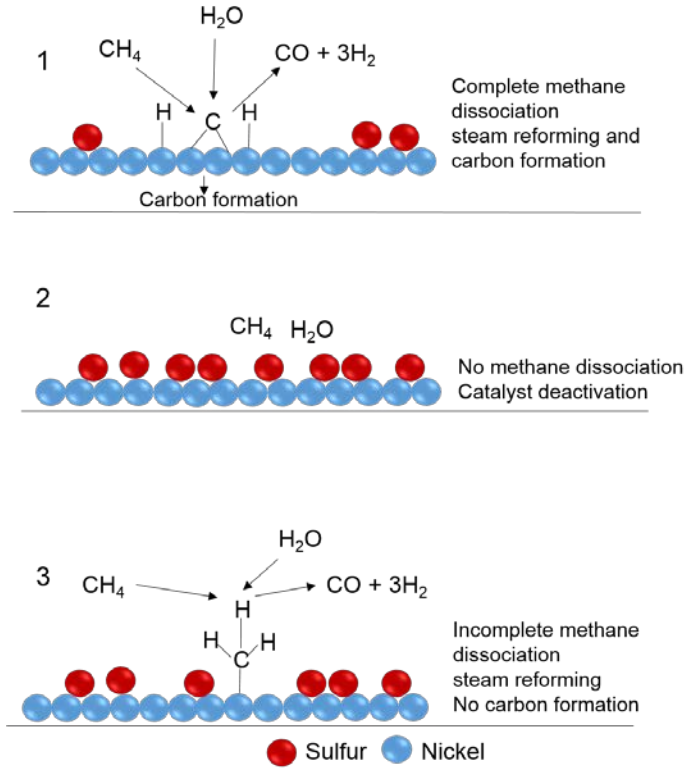 1
H₂O
CH₄
CO + 3H₂
H
C
H
Complete methane
dissociation
steam reforming and
carbon formation
Carbon formation
2
CH₄ H₂O
No methane dissociation
Catalyst deactivation
3
H₂O
CH₄
CO + 3H₂
H
H
H
C
Incomplete methane
dissociation
steam reforming
No carbon formation
Sulfur
Nickel